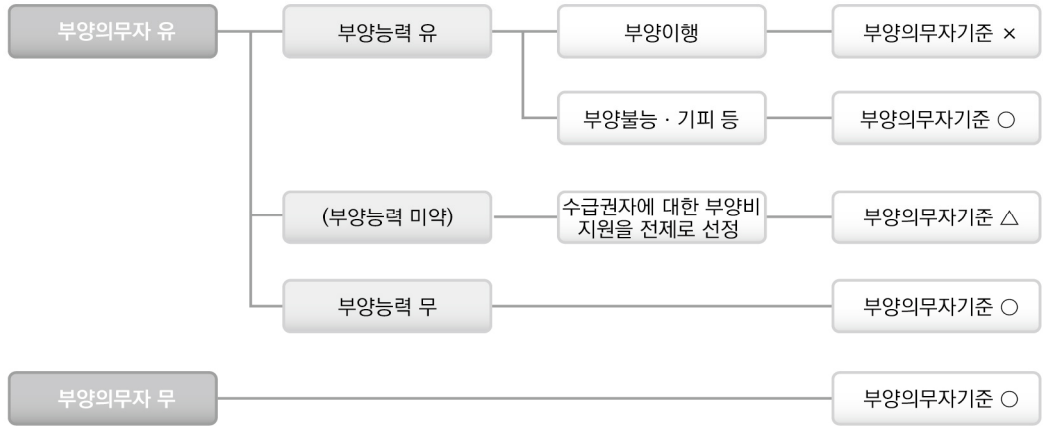 부양의무자 유
부양능력 유
부양이행
부양의무자기준 ×
부양불능 · 기피 등
부양의무자기준 ○
(부양능력 미약)
수급권자에 대한 부양비
지원을 전제로 선정
부양의무자기준 △
부양능력 무
부양의무자기준 ○
부양의무자 무
부양의무자기준 ○